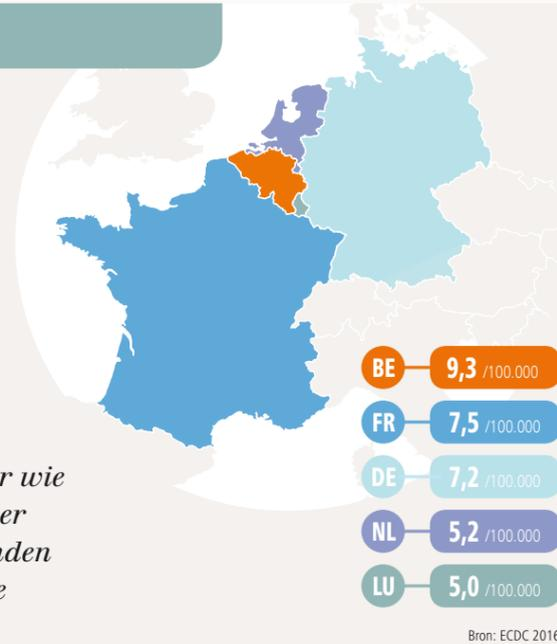 BE 9,3 /100.000
FR 7,5 /100.000
DE 7,2 /100.000
NL 5,2 /100.000
LU 5,0 /100.000
r wie
er
nden
e
Bron: ECDC 2016